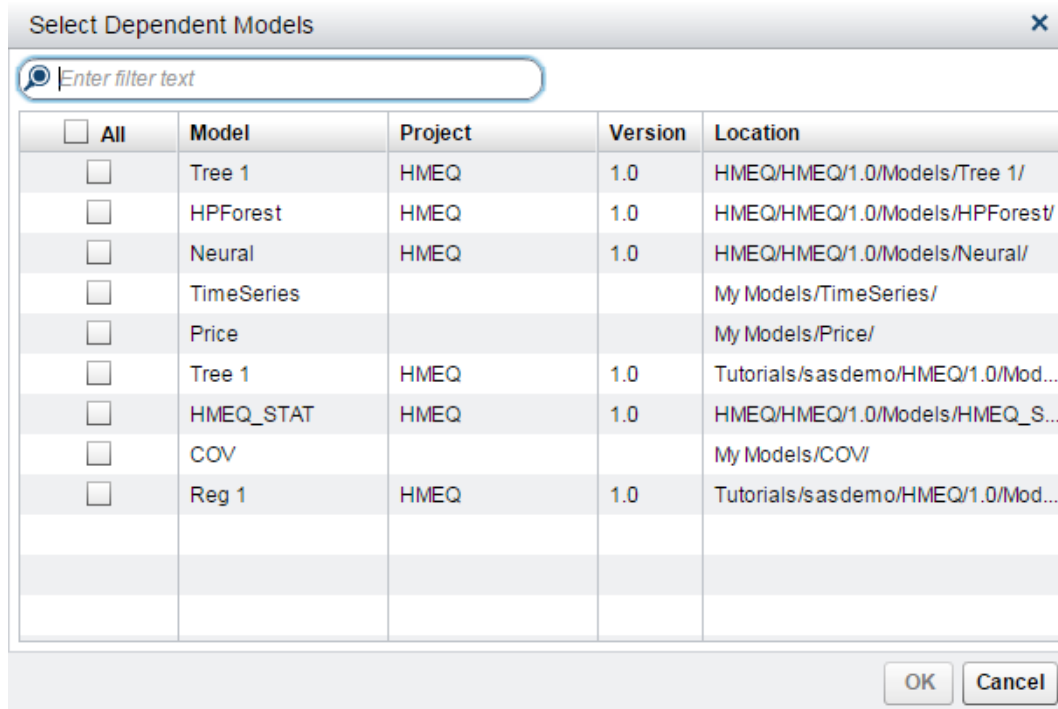 Select Dependent Models
Enter filter text
All Model Project Version Location
Tree 1 HMEQ 1.0 HMEQ/HMEQ/1.0/Models/Tree 1/
HPForest HMEQ 1.0 HMEQ/HMEQ/1.0/Models/HPForest/
Neural HMEQ 1.0 HMEQ/HMEQ/1.0/Models/Neural/
TimeSeries My Models/TimeSeries/
Price My Models/Price/
Tree 1 HMEQ 1.0 Tutorials/sasdemo/HMEQ/1.0/Mod...
HMEQ_STAT HMEQ 1.0 HMEQ/HMEQ/1.0/Models/HMEQ_S...
COV My Models/COV/
Reg 1 HMEQ 1.0 Tutorials/sasdemo/HMEQ/1.0/Mod...
OK Cancel